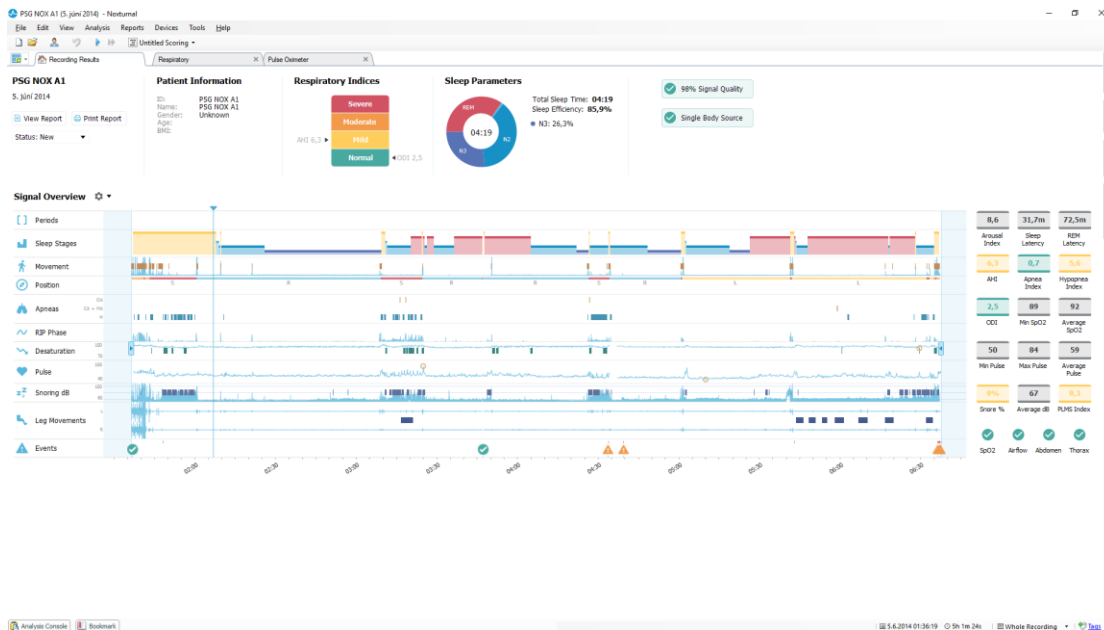 PSG NOX A1 (5. júní 2014) - Noxturnal
File Edit View Analysis Reports Devices Tools Help
Untitled Scoring
Recording Results Respiratory Pulse Oximeter
PSG NOX A1
5. júní 2014
View Report Print Report
Status: New
Patient Information
ID: PSG NOX A1
Name: PSG NOX A1
Gender: Unknown
Age:
BMI:
Respiratory Indices
Severe
Moderate
Mild
Normal
AHI 6,3
ODI 2,5
Sleep Parameters
REM
N2
N3
04:19
Total Sleep Time: 04:19
Sleep Efficiency: 85,9%
N3: 26,3%
98% Signal Quality
Single Body Source
Signal Overview
Periods
Sleep Stages
Movement
Position
S R S R R S R L L
Apneas
RIP Phase
Desaturation
100
Pulse
100
Snoring dB
100
Leg Movements
L
R
Events
02:00 02:30 03:00 03:30 04:00 04:30 05:00 05:30 06:00 06:30
8,6 31,7m 72,5m
Arousal Index Sleep Latency REM Latency
6,3 0,7 5,6
AHI Apnea Index Hypopnea Index
2,5 89 92
ODI Min SpO2 Average SpO2
50 84 59
Min Pulse Max Pulse Average Pulse
9% 67 9,3
Snore % Average dB PLMS Index
SpO2 Airflow Abdomen Thorax
Analysis Console Bookmark
5.6.2014 01:36:19 5h 1m 24s Whole Recording Tags